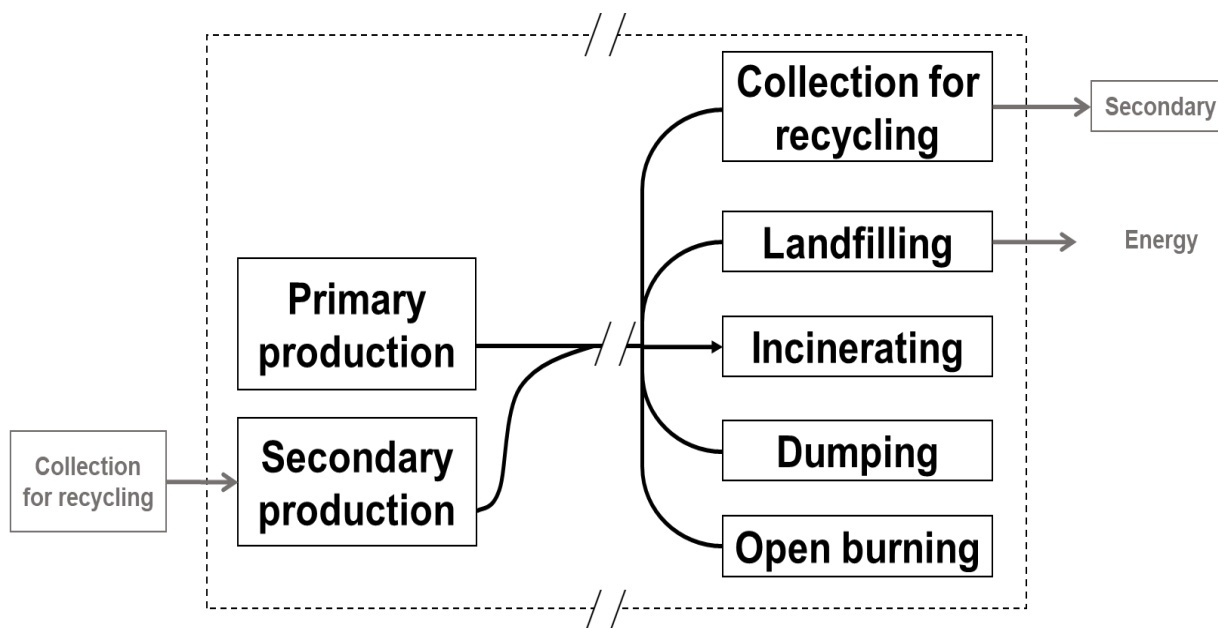 Collection
for recycling
Primary
production
Secondary
production
Collection for
recycling
Landfilling
Incinerating
Dumping
Open burning
Secondary
Energy